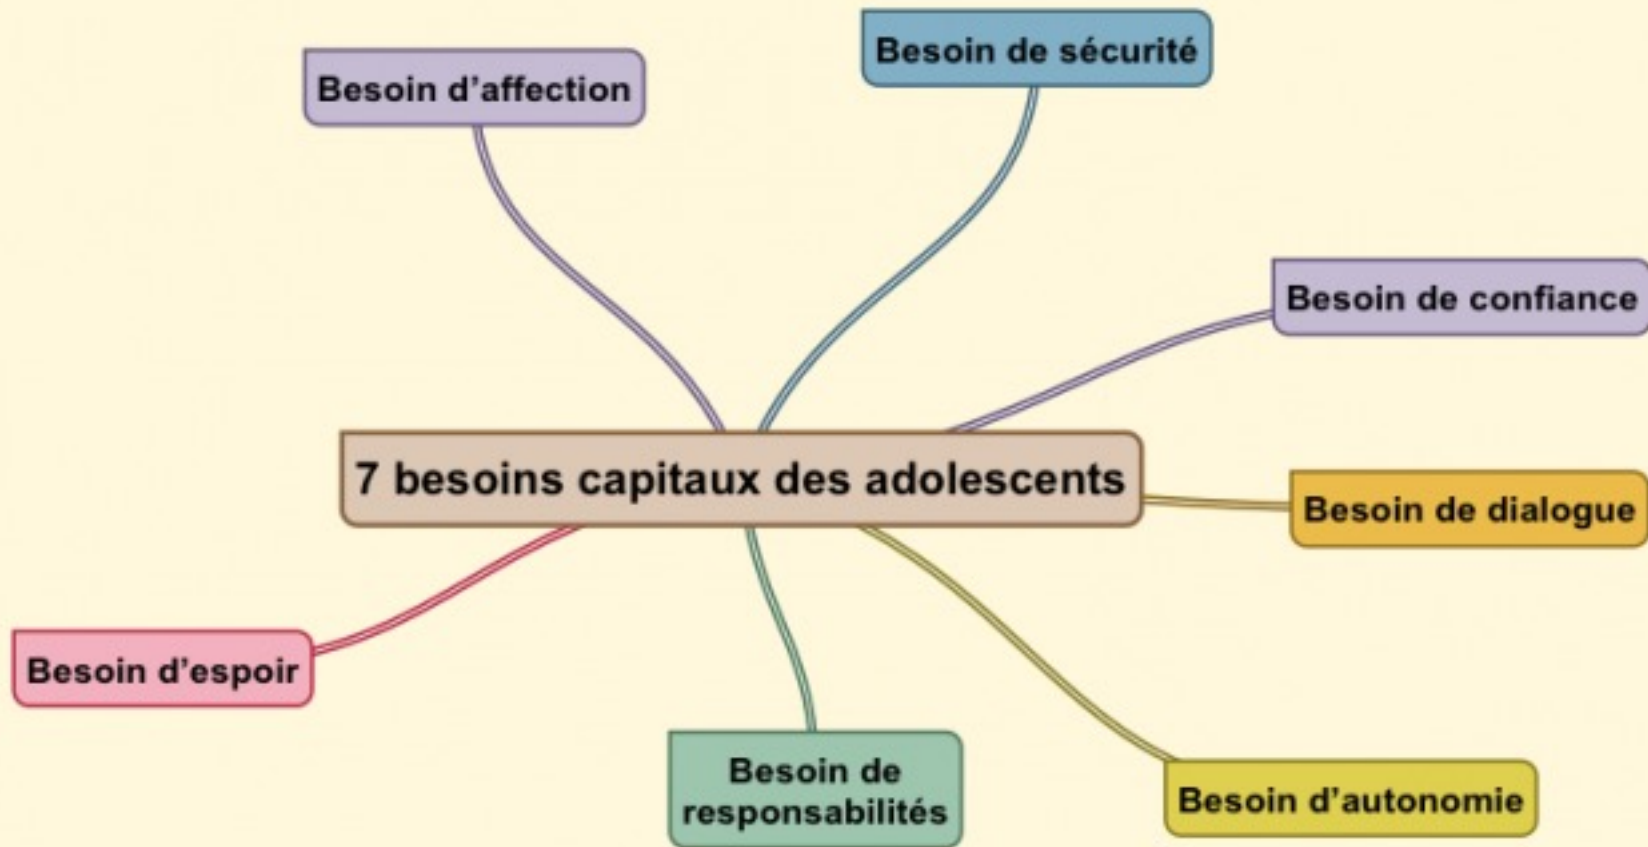 Besoin d’affection
Besoin de sécurité
Besoin de confiance
7 besoins capitaux des adolescents
Besoin de dialogue
Besoin d’espoir
Besoin de
responsabilités
Besoin d’autonomie